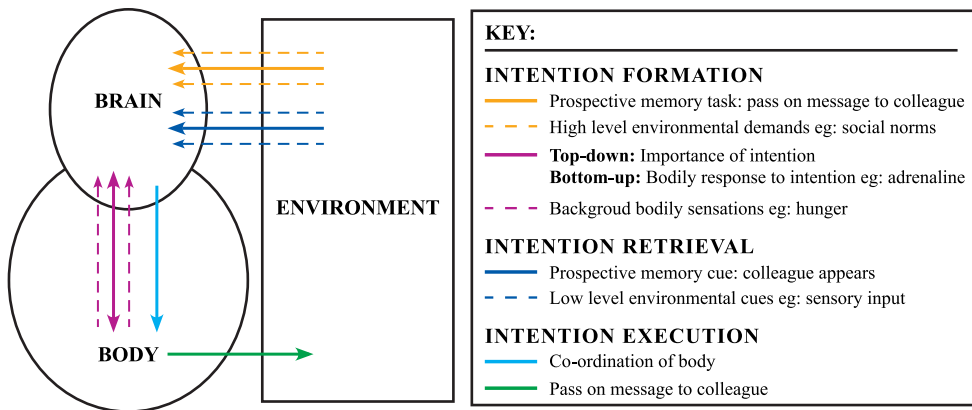 BRAIN
ENVIRONMENT
BODY
KEY:
INTENTION FORMATION
Prospective memory task: pass on message to colleague
High level environmental demands eg: social norms
Top-down: Importance of intention
Bottom-up: Bodily response to intention eg: adrenaline
Backgroud bodily sensations eg: hunger
INTENTION RETRIEVAL
Prospective memory cue: colleague appears
Low level environmental cues eg: sensory input
INTENTION EXECUTION
Co-ordination of body
Pass on message to colleague